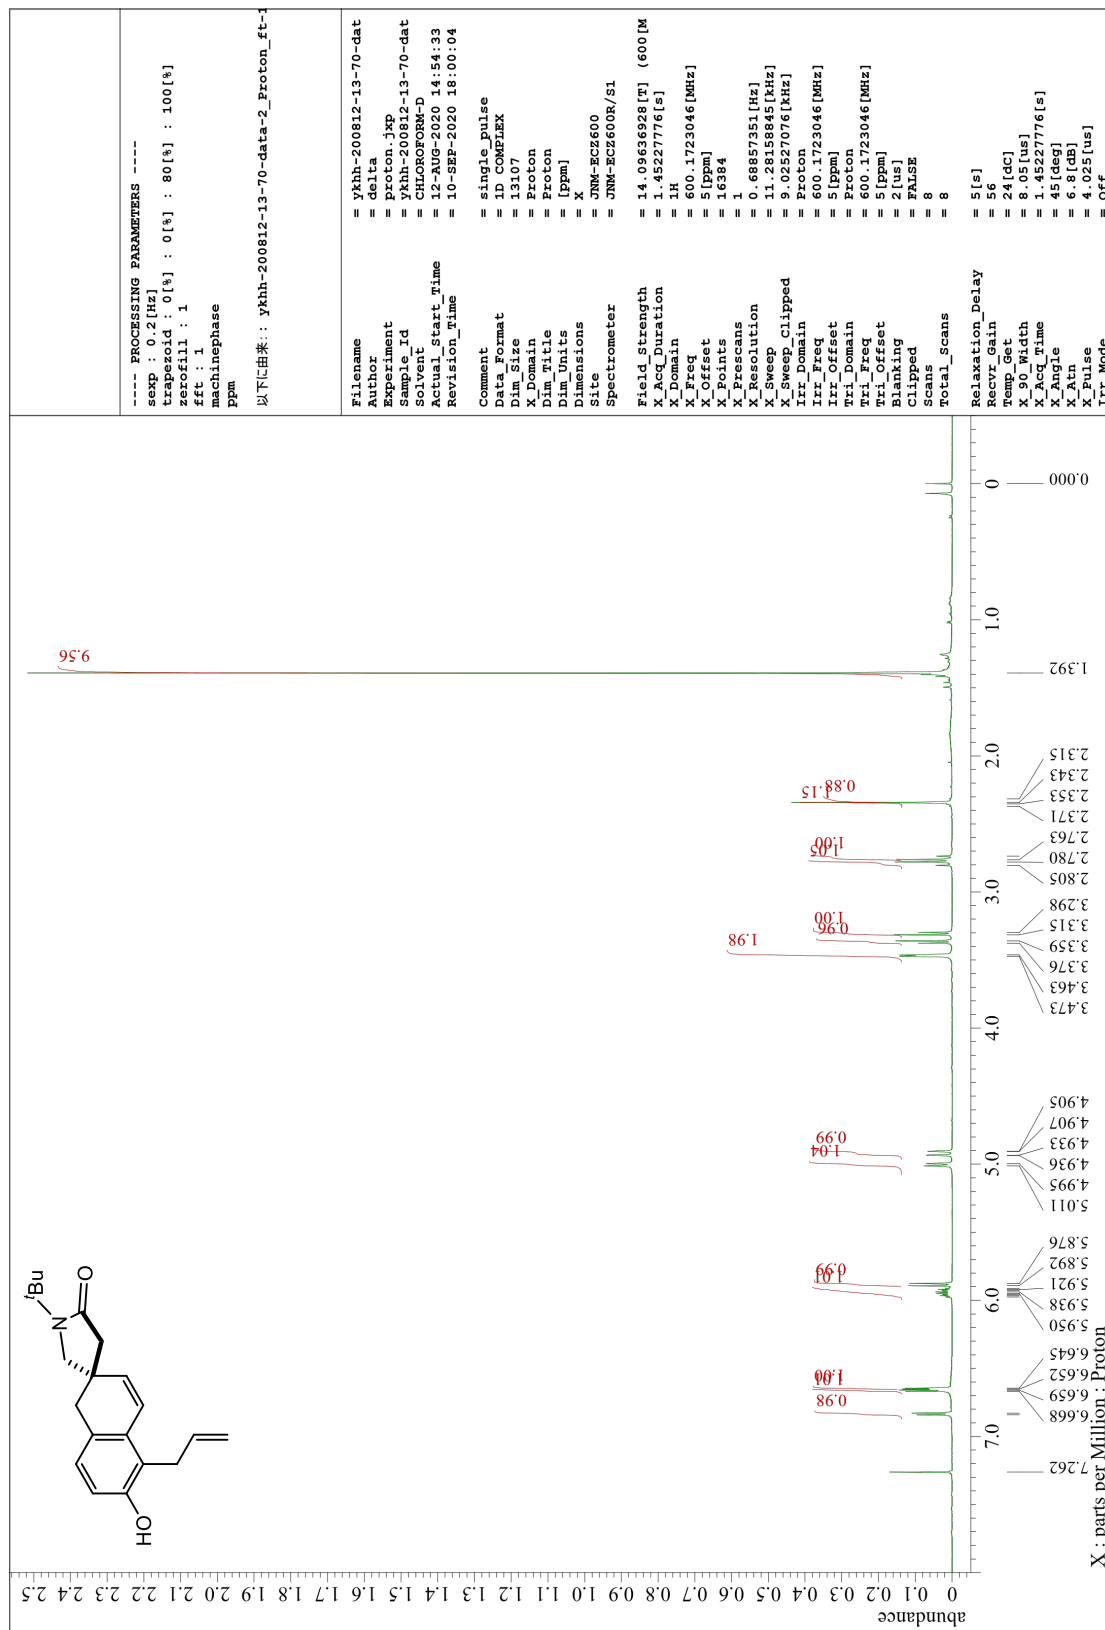 ---- PROCESSING PARAMETERS ----
sexp : 0.2[Hz]
trapezoid : 0[%] : 0[%] : 80[%] : 100[%]
zerofill : 1
fft : 1
machinephase
ppm
以下に由来: ykhh-200812-13-70-data-2_Proton_ft-1
Filename = ykhh-200812-13-70-dat
Author = delta
Experiment = proton.jxp
Sample_Id = ykhh-200812-13-70-dat
Solvent = CHLOROFORM-D
Actual_Start_Time = 12-AUG-2020 14:54:33
Revision_Time = 10-SEP-2020 18:00:04
Comment = single_pulse
Data_Format = 1D COMPLEX
Dim_Size = 13107
X_Domain = Proton
Dim_Title = Proton
Dim_Units = [ppm]
Dimensions = X
Site = JNM-ECZ600
Spectrometer = JNM-ECZ600R/S1
Field_Strength = 14.09636928[T] (600[M
X_Acq_Duration = 1.45227776[s]
X_Domain = 1H
X_Freq = 600.1723046[MHz]
X_Offset = 5[ppm]
X_Points = 16384
X_Prescans = 1
X_Resolution = 0.68857351[Hz]
X_Sweep = 11.28158845[kHz]
X_Sweep_Clipped = 9.02527076[kHz]
Irr_Domain = Proton
Irr_Freq = 600.1723046[MHz]
Irr_Offset = 5[ppm]
Tri_Domain = Proton
Tri_Freq = 600.1723046[MHz]
Tri_Offset = 5[ppm]
Blanking = 2[us]
Clipped = FALSE
Scans = 8
Total_Scans = 8
Relaxation_Delay = 5[s]
Recvr_Gain = 56
Temp_Get = 24[dC]
X_90_Width = 8.05[us]
X_Acq_Time = 1.45227776[s]
X_Angle = 45[deg]
X_Atn = 6.8[dB]
X_Pulse = 4.025[us]
Irr_Mode = Off
HO
N
tBu
O
0.98
1.01
1.00
1.01
0.99
1.04
0.99
1.98
0.96
1.00
1.05
1.00
1.15
0.88
9.56
abundance
0 0.1 0.2 0.3 0.4 0.5 0.6 0.7 0.8 0.9 1.0 1.1 1.2 1.3 1.4 1.5 1.6 1.7 1.8 1.9 2.0 2.1 2.2 2.3 2.4 2.5
7.0 6.0 5.0 4.0 3.0 2.0 1.0 0
7.262
6.668
6.659
6.652
6.645
5.950
5.938
5.921
5.892
5.876
5.011
4.995
4.936
4.933
4.907
4.905
3.473
3.463
3.376
3.359
3.315
3.298
2.805
2.780
2.763
2.371
2.353
2.343
2.315
1.392
0.000
X : parts per Million : Proton